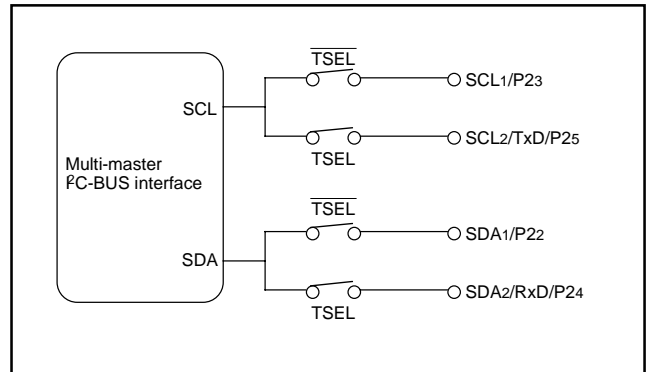 TSEL
SCL1/P23
SCL
SCL2/TxD/P25
TSEL
Multi-master
I2C-BUS interface
TSEL
SDA1/P22
SDA
SDA2/RxD/P24
TSEL